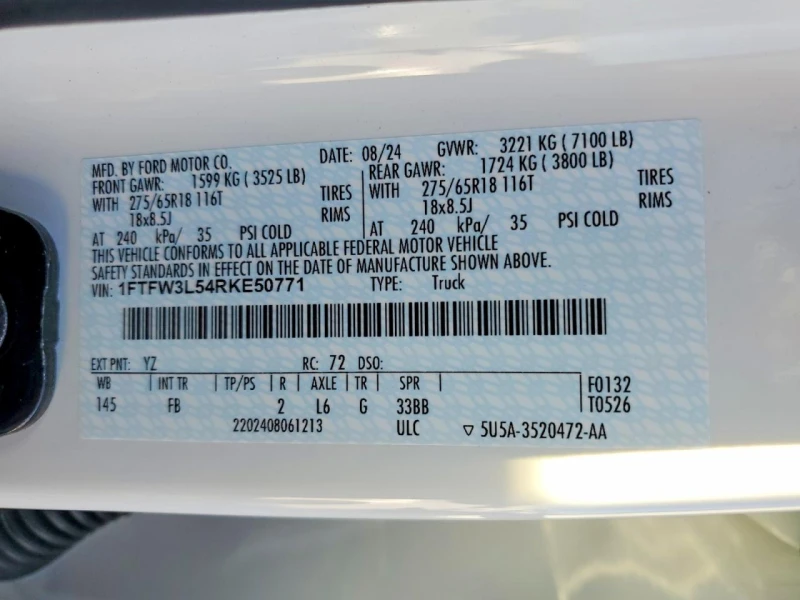 MFD. BY FORD MOTOR CO. DATE: 08/24 GVWR: 3221 KG ( 7100 LB)
FRONT GAWR: 1599 KG ( 3525 LB) REAR GAWR: 1724 KG ( 3800 LB)
WITH 275/65R18 116T TIRES WITH 275/65R18 116T TIRES
18x8.5J RIMS 18x8.5J RIMS
AT 240 kPa/ 35 PSI COLD AT 240 kPa/ 35 PSI COLD
THIS VEHICLE CONFORMS TO ALL APPLICABLE FEDERAL MOTOR VEHICLE
SAFETY STANDARDS IN EFFECT ON THE DATE OF MANUFACTURE SHOWN ABOVE.
VIN: 1FTFW3L54RKE50771 TYPE: Truck
EXT PNT: YZ RC: 72 DSO:
WB INT TR TP/PS R AXLE TR SPR F0132
145 FB 2 L6 G 33BB T0526
2202408061213 ULC ▽ 5U5A-3520472-AA